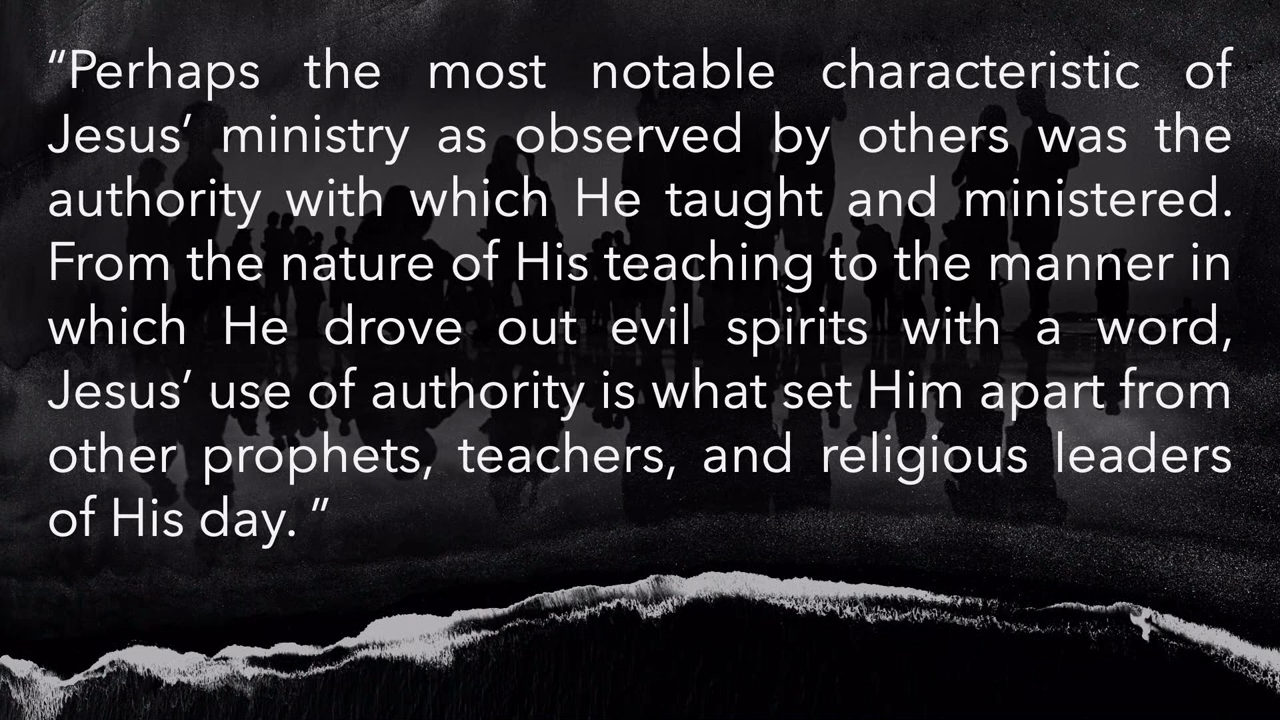 “Perhaps the most notable characteristic of
Jesus’ ministry as observed by others was the
authority with which He taught and ministered.
From the nature of His teaching to the manner in
which He drove out evil spirits with a word,
Jesus’ use of authority is what set Him apart from
other prophets, teachers, and religious leaders
of His day. ”